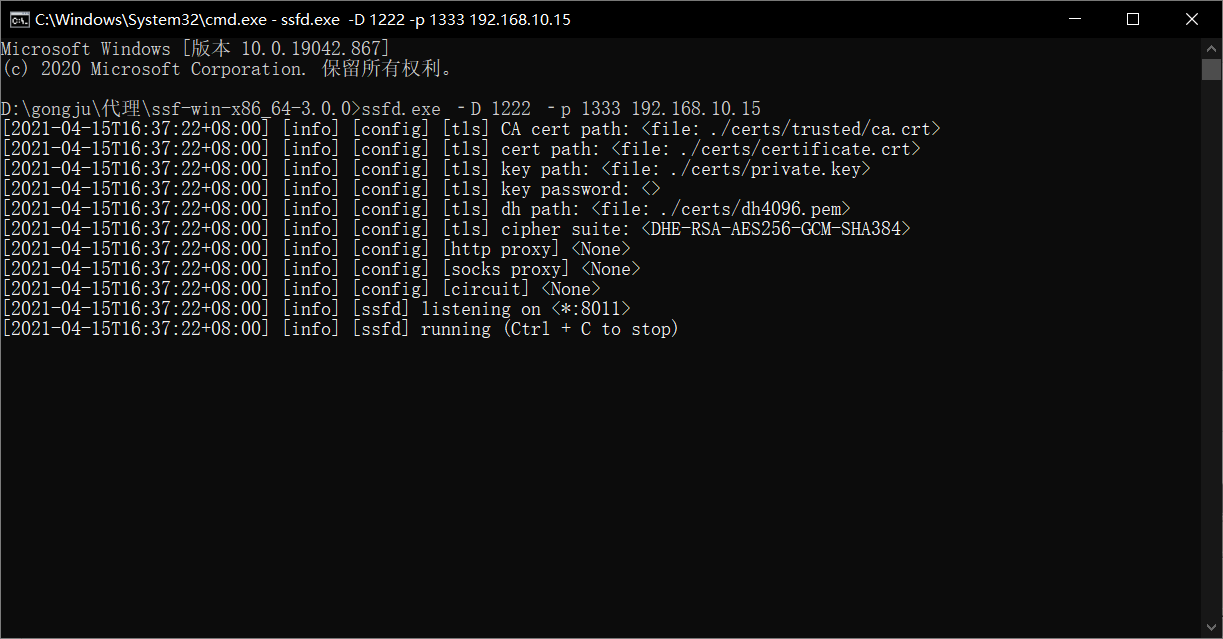 C:\Windows\System32\cmd.exe - ssfd.exe  -D 1222 -p 1333 192.168.10.15
Microsoft Windows [版本 10.0.19042.867]
(c) 2020 Microsoft Corporation. 保留所有权利。
D:\gongju\代理\ssf-win-x86_64-3.0.0>ssfd.exe  -D 1222  -p 1333 192.168.10.15
[2021-04-15T16:37:22+08:00] [info] [config] [tls] CA cert path: <file: ./certs/trusted/ca.crt>
[2021-04-15T16:37:22+08:00] [info] [config] [tls] cert path: <file: ./certs/certificate.crt>
[2021-04-15T16:37:22+08:00] [info] [config] [tls] key path: <file: ./certs/private.key>
[2021-04-15T16:37:22+08:00] [info] [config] [tls] key password: <>
[2021-04-15T16:37:22+08:00] [info] [config] [tls] dh path: <file: ./certs/dh4096.pem>
[2021-04-15T16:37:22+08:00] [info] [config] [tls] cipher suite: <DHE-RSA-AES256-GCM-SHA384>
[2021-04-15T16:37:22+08:00] [info] [config] [http proxy] <None>
[2021-04-15T16:37:22+08:00] [info] [config] [socks proxy] <None>
[2021-04-15T16:37:22+08:00] [info] [config] [circuit] <None>
[2021-04-15T16:37:22+08:00] [info] [ssfd] listening on <*:8011>
[2021-04-15T16:37:22+08:00] [info] [ssfd] running (Ctrl + C to stop)